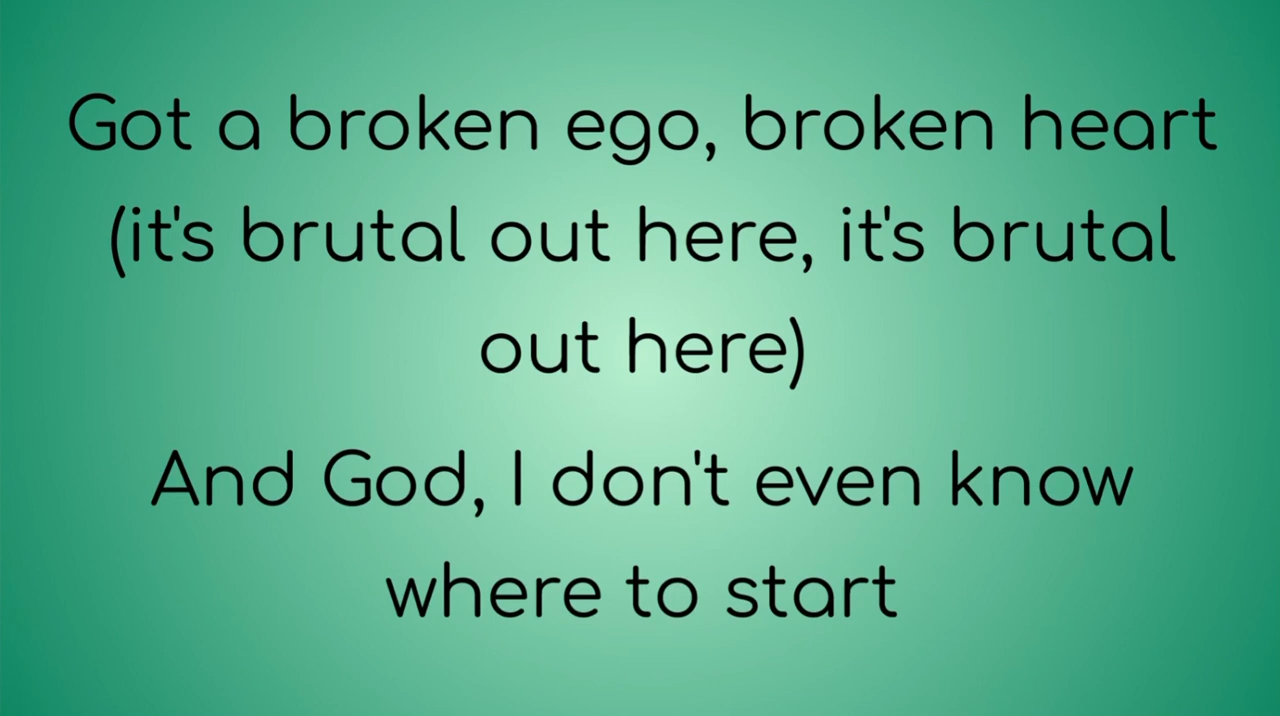 Got a broken ego, broken heart
(it's brutal out here, it's brutal
out here)
And God, I don't even know
where to start